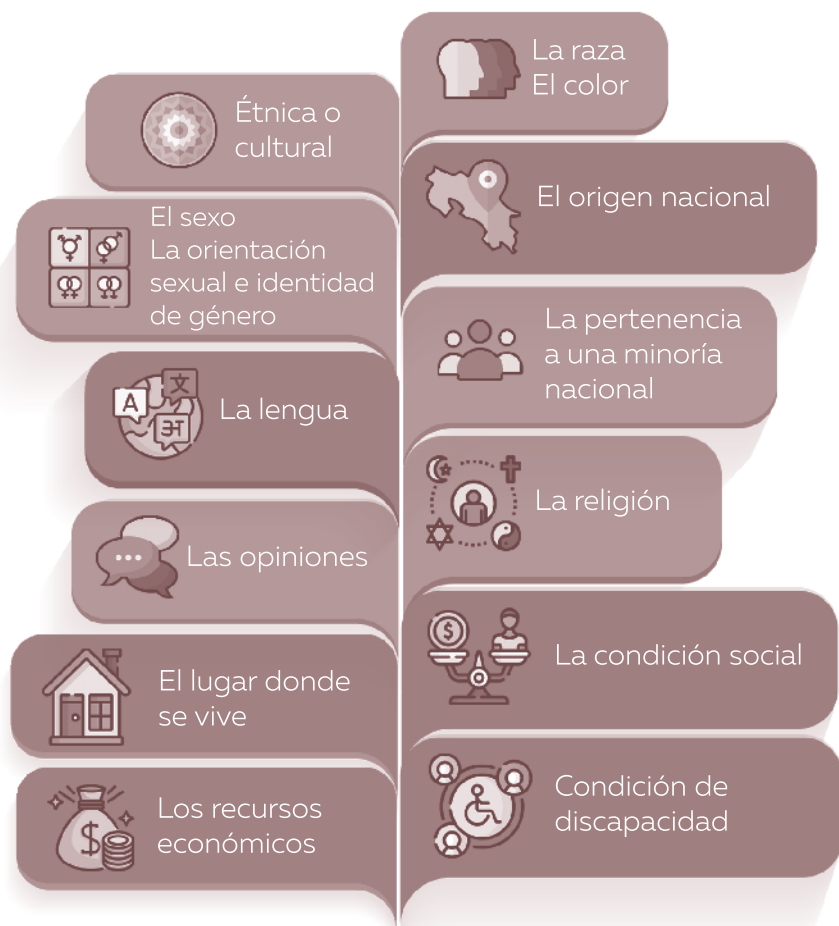 La raza
El color
Étnica o
cultural
El origen nacional
El sexo
La orientación
sexual e identidad
de género
La pertenencia
a una minoría
nacional
La lengua
La religión
Las opiniones
La condición social
El lugar donde
se vive
Condición de
discapacidad
Los recursos
económicos
A
文
अ
$
$